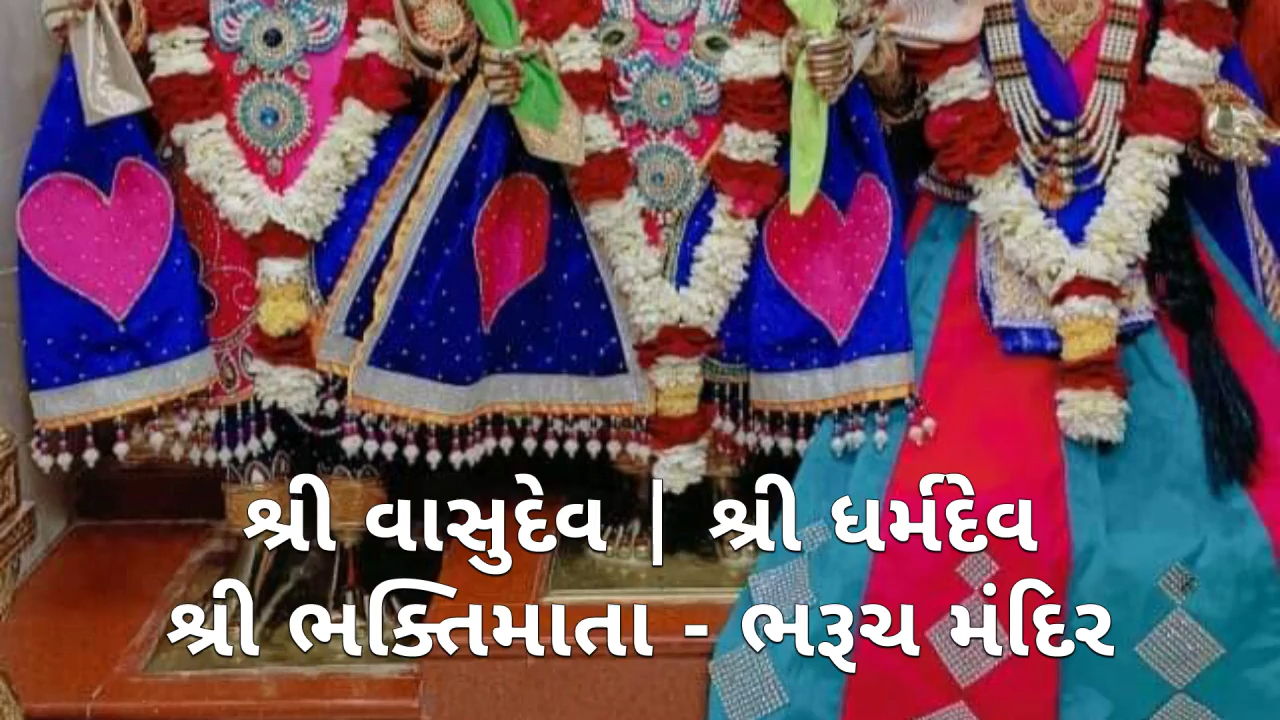 શ્રી વાસુદેવ | શ્રી ધર્મદેવ
શ્રી ભક્તિમાતા - ભરૂચ મંદિર